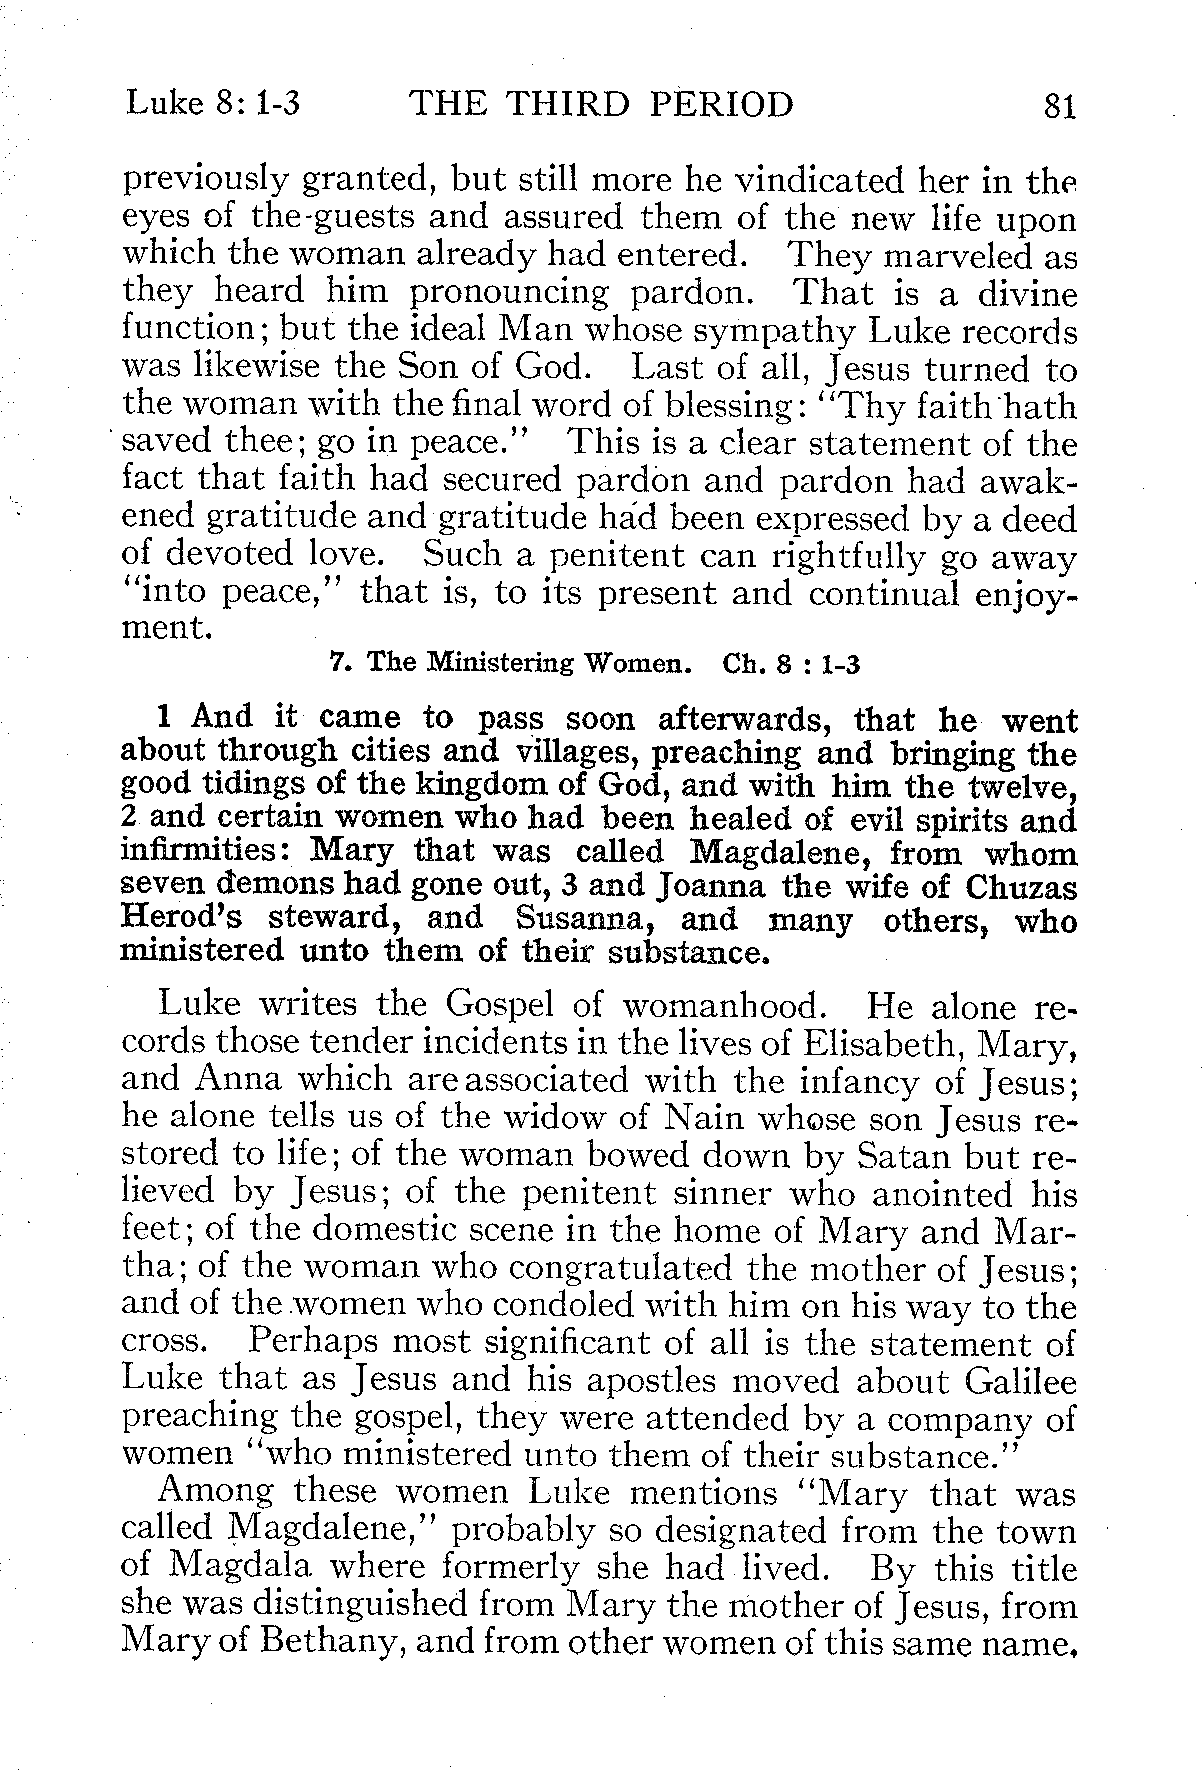 Luke 8: 1-3 THE THIRD PERIOD 81
previously granted, but still more he vindicated her in the
eyes of the guests and assured them of the new life upon
which the woman already had entered. They marveled as
they heard him pronouncing pardon. That is a divine
function; but the ideal Man whose sympathy Luke records
was likewise the Son of God. Last of all, Jesus turned to
the woman with the final word of blessing: "Thy faith hath
saved thee; go in peace." This is a clear statement of the
fact that faith had secured pardon and pardon had awak-
ened gratitude and gratitude had been expressed by a deed
of devoted love. Such a penitent can rightfully go away
"into peace," that is, to its present and continual enjoy-
ment.
7. The Ministering Women. Ch. 8 : 1-3
1 And it came to pass soon afterwards, that he went
about through cities and villages, preaching and bringing the
good tidings of the kingdom of God, and with him the twelve,
2 and certain women who had been healed of evil spirits and
infirmities: Mary that was called Magdalene, from whom
seven demons had gone out, 3 and Joanna the wife of Chuzas
Herod's steward, and Susanna, and many others, who
ministered unto them of their substance.
Luke writes the Gospel of womanhood. He alone re-
cords those tender incidents in the lives of Elisabeth, Mary,
and Anna which are associated with the infancy of Jesus;
he alone tells us of the widow of Nain whose son Jesus re-
stored to life; of the woman bowed down by Satan but re-
lieved by Jesus; of the penitent sinner who anointed his
feet; of the domestic scene in the home of Mary and Mar-
tha; of the woman who congratulated the mother of Jesus;
and of the women who condoled with him on his way to the
cross. Perhaps most significant of all is the statement of
Luke that as Jesus and his apostles moved about Galilee
preaching the gospel, they were attended by a company of
women "who ministered unto them of their substance."
Among these women Luke mentions "Mary that was
called Magdalene," probably so designated from the town
of Magdala where formerly she had lived. By this title
she was distinguished from Mary the mother of Jesus, from
Mary of Bethany, and from other women of this same name.